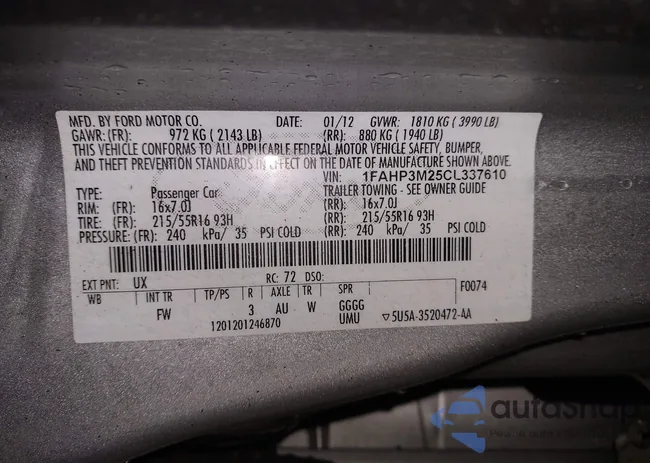 MFD. BY FORD MOTOR CO. DATE: 01/12 GVWR: 1810 KG (3990 LB)
GAWR: (FR): 972 KG (2143 LB) (RR): 880 KG (1940 LB)
THIS VEHICLE CONFORMS TO ALL APPLICABLE FEDERAL MOTOR VEHICLE SAFETY, BUMPER,
AND THEFT PREVENTION STANDARDS IN EFFECT ON THE DATE OF MANUFACTURE SHOWN ABOVE.
VIN: 1FAHP3M25CL337610
TYPE: Passenger Car TRAILER TOWING - SEE OWNER GUIDE
RIM: (FR): 16x7.0J (RR): 16x7.0J
TIRE: (FR): 215/55R16 93H (RR): 215/55R16 93H
PRESSURE: (FR): 240 kPa/ 35 PSI COLD (RR): 240 kPa/ 35 PSI COLD
EXT PNT: UX RC: 72 DSO: F0074
WB INT TR TP/PS R AXLE TR SPR
FW 3 AU W GGGG
1201201246870 UMU ▽5U5A-3520472-AA
autoSnap